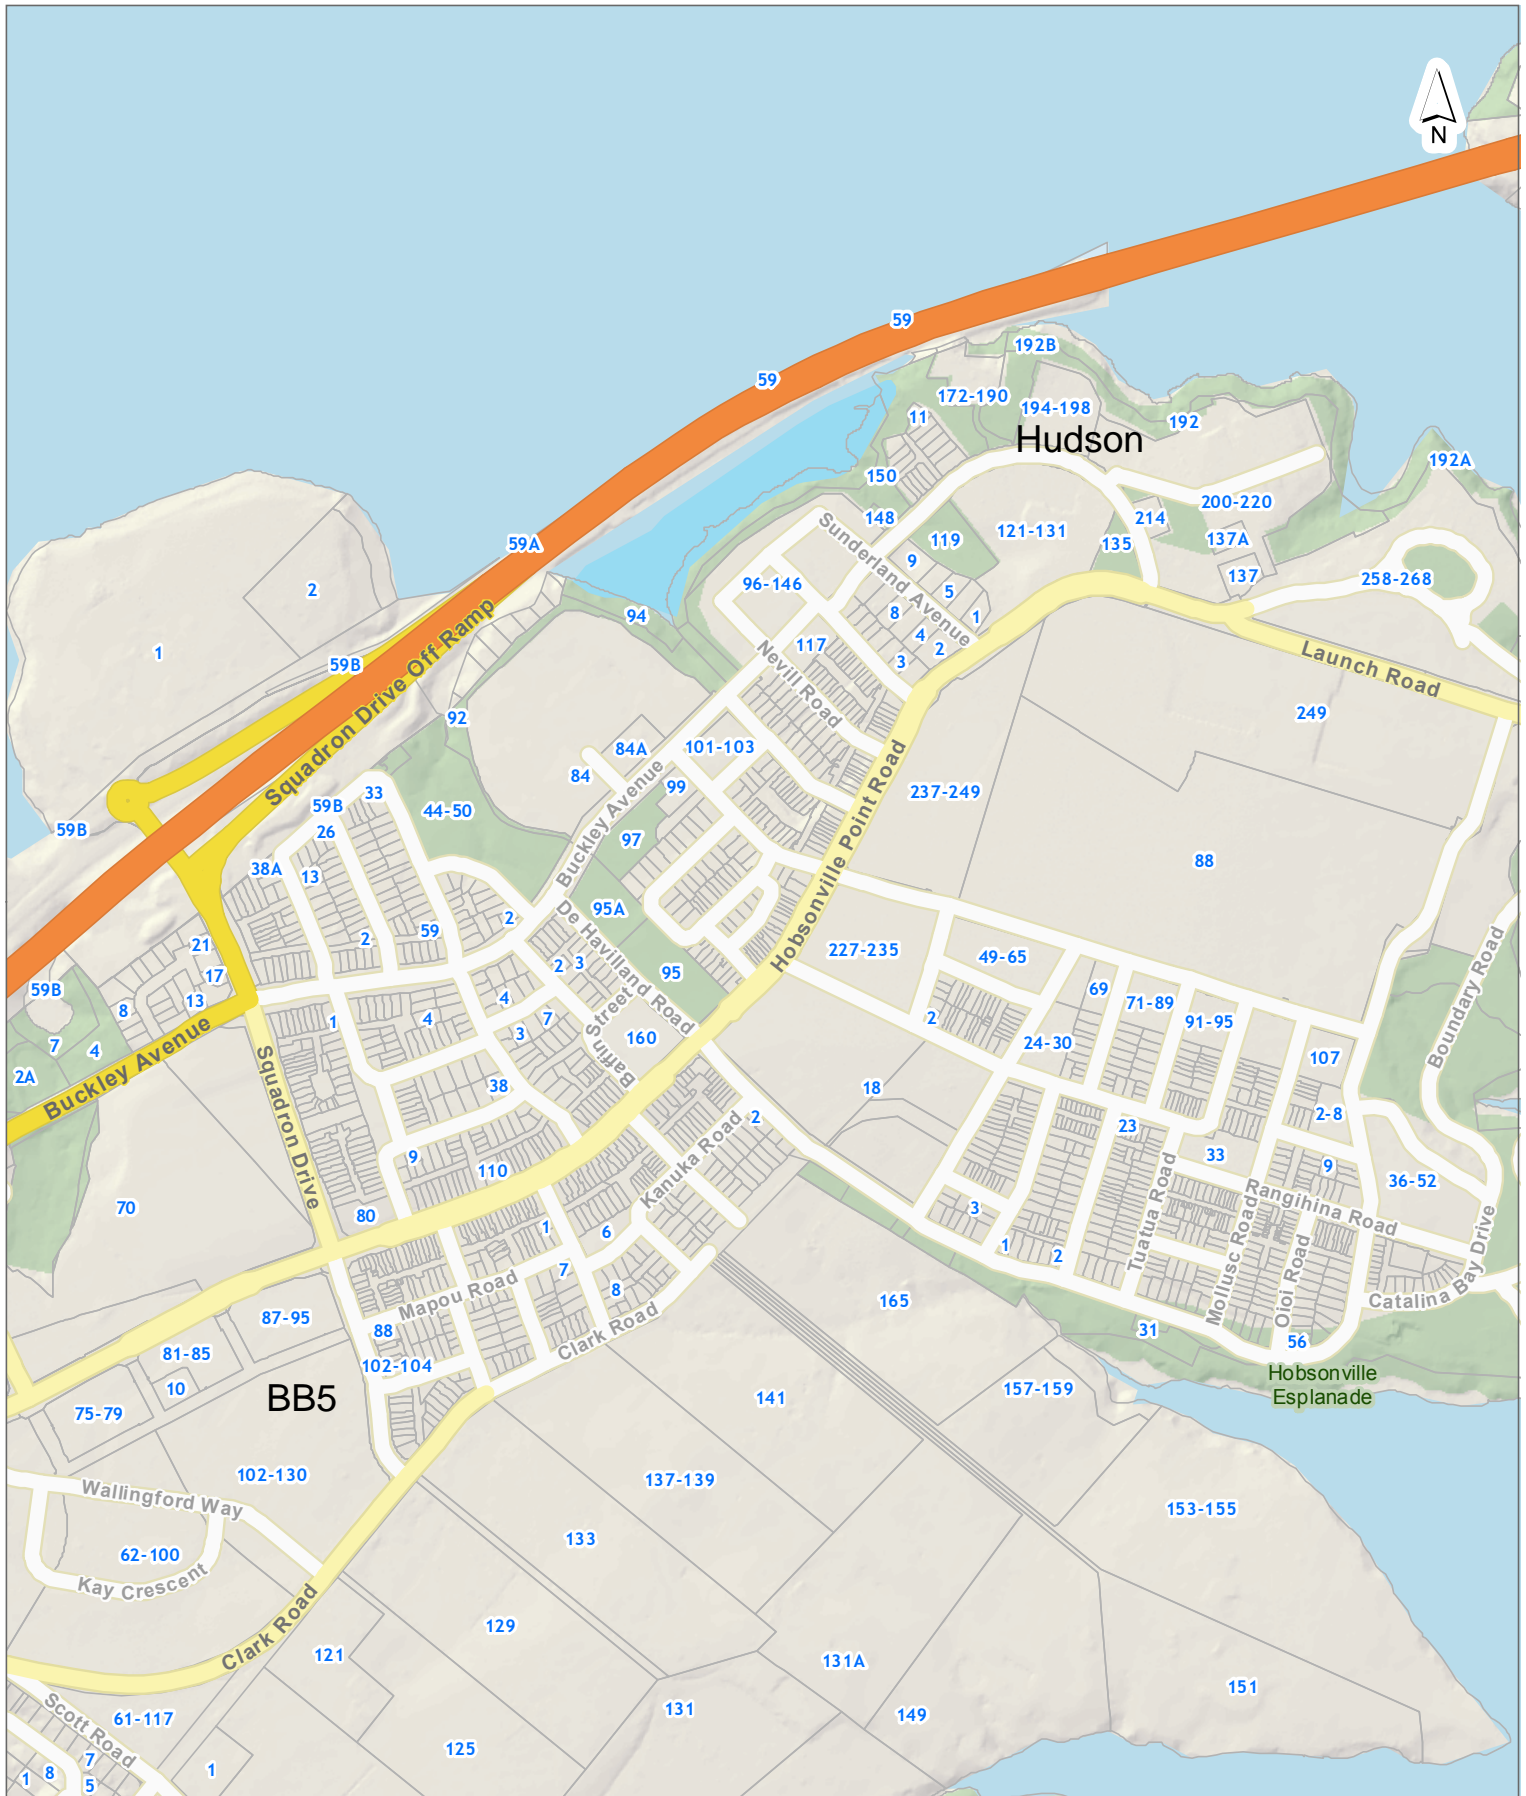 N
59
192B
59
172-190
194-198
11
192
Hudson
192A
150
200-220
148
214
59A
119
121-131
137A
135
Sunderland Avenue
9
137
258-268
2
96-146
5
8
94
1
4
117
2
1
59B
3
Launch Road
Nevill Road
Squadron Drive Off Ramp
249
92
84A
101-103
84
99
33
237-249
59B
44-50
Buckley Avenue
59B
26
97
Hobsonville Point Road
88
38A
13
95A
2
59
De Havilland Road
2
21
227-235
49-65
2
3
95
17
59B
69
13
4
71-89
8
Baffin Street
1
4
7
2
91-95
3
160
24-30
7
4
107
Boundary Road
2A
Buckley Avenue
38
18
2-8
Squadron Drive
2
23
9
33
110
Kanuka Road
9
36-52
Tuatua Road
Rangihina Road
70
80
3
1
6
1
2
Mollusc Road
Oioi Road
7
Catalina Bay Drive
8
165
Mapou Road
87-95
88
Clark Road
31
56
81-85
102-104
Hobsonville
Esplanade
10
BB5
141
157-159
75-79
102-130
137-139
Wallingford Way
153-155
133
62-100
Kay Crescent
Clark Road
129
121
131A
151
131
149
Scott Road
61-117
125
7
1
8
1
5